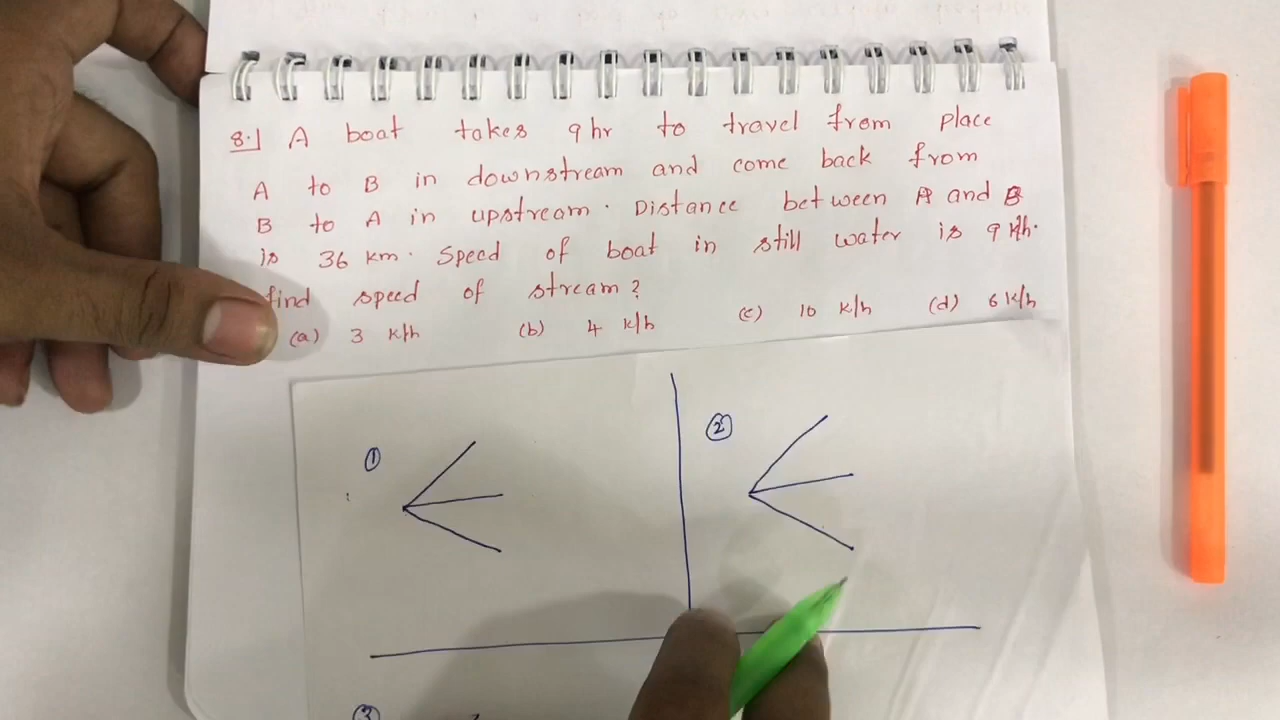 8.) A boat takes 9 hr to travel from place
A to B in downstream and come back from
B to A in upstream. Distance between A and B
is 36 km. Speed of boat in still water is 9 k/h.
find speed of stream?
(a) 3 k/h (b) 4 k/h (c) 10 k/h (d) 6 k/h
① ②
③